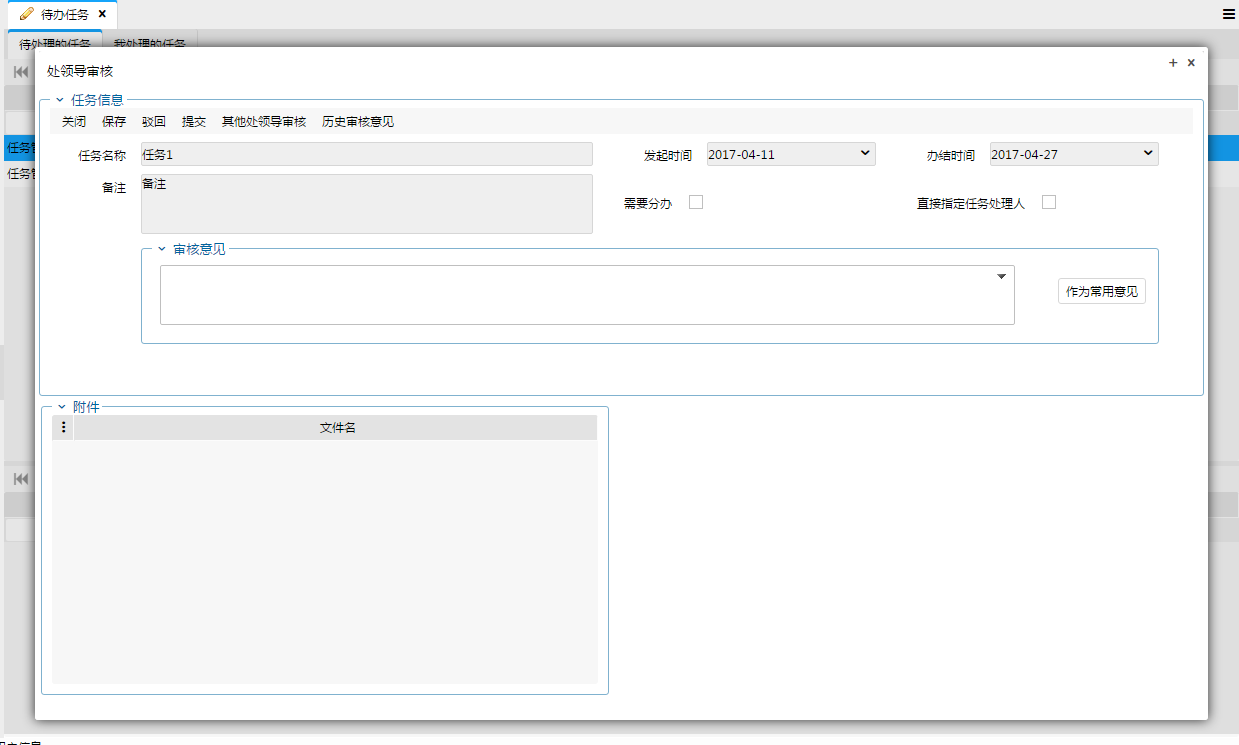 待办任务
待处理的任务 我处理的任务
处领导审核
任务信息
关闭 保存 驳回 提交 其他处领导审核 历史审核意见
任务名称 任务1 发起时间 2017-04-11 办结时间 2017-04-27
备注 备注
需要分办 直接指定任务处理人
审核意见
作为常用意见
附件
文件名
任务
任务